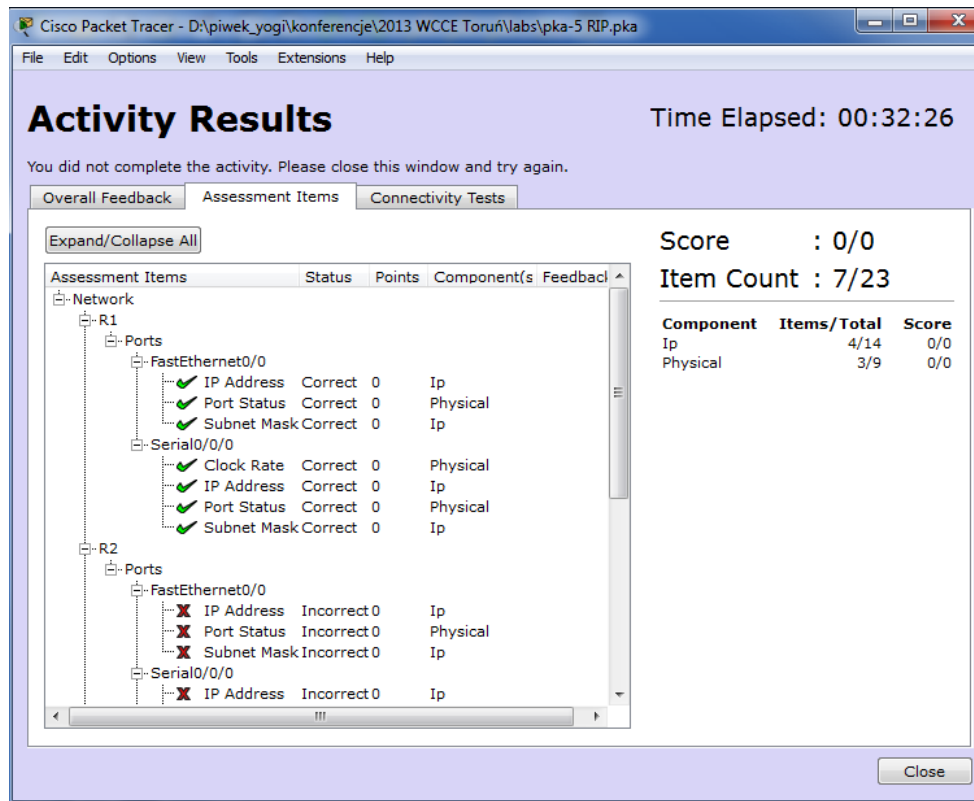 Cisco Packet Tracer - D:\piwek_yogi\konferencje\2013 WCCE Toruń\labs\pka-5 RIP.pka
File Edit Options View Tools Extensions Help
Activity Results
Time Elapsed: 00:32:26
You did not complete the activity. Please close this window and try again.
Overall Feedback Assessment Items Connectivity Tests
Expand/Collapse All
Assessment Items Status Points Component(s Feedback
Network
R1
Ports
FastEthernet0/0
IP Address Correct 0 Ip
Port Status Correct 0 Physical
Subnet Mask Correct 0 Ip
Serial0/0/0
Clock Rate Correct 0 Physical
IP Address Correct 0 Ip
Port Status Correct 0 Physical
Subnet Mask Correct 0 Ip
R2
Ports
FastEthernet0/0
IP Address Incorrect 0 Ip
Port Status Incorrect 0 Physical
Subnet Mask Incorrect 0 Ip
Serial0/0/0
IP Address Incorrect 0 Ip
Score : 0/0
Item Count : 7/23
Component Items/Total Score
Ip 4/14 0/0
Physical 3/9 0/0
Close